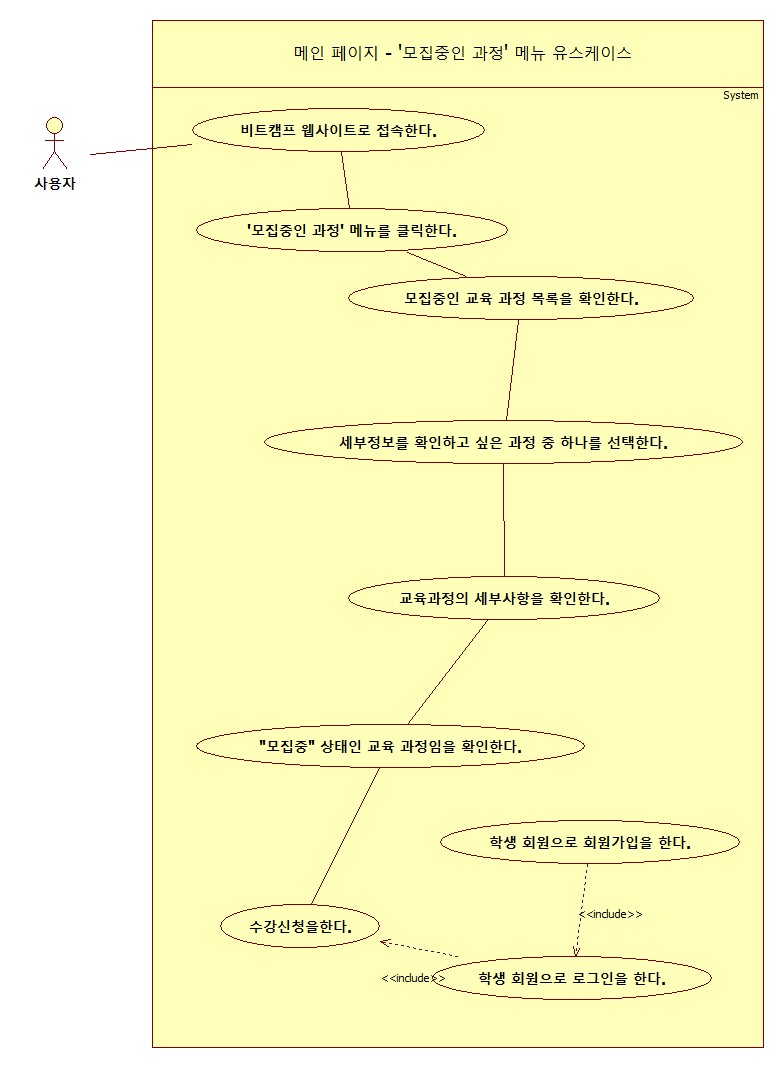 메인 페이지 - '모집중인 과정' 메뉴 유스케이스
System
비트캠프 웹사이트로 접속한다.
사용자
'모집중인 과정' 메뉴를 클릭한다.
모집중인 교육 과정 목록을 확인한다.
세부정보를 확인하고 싶은 과정 중 하나를 선택한다.
교육과정의 세부사항을 확인한다.
"모집중" 상태인 교육 과정임을 확인한다.
학생 회원으로 회원가입을 한다.
<<include>>
수강신청을한다.
<<include>>
학생 회원으로 로그인을 한다.